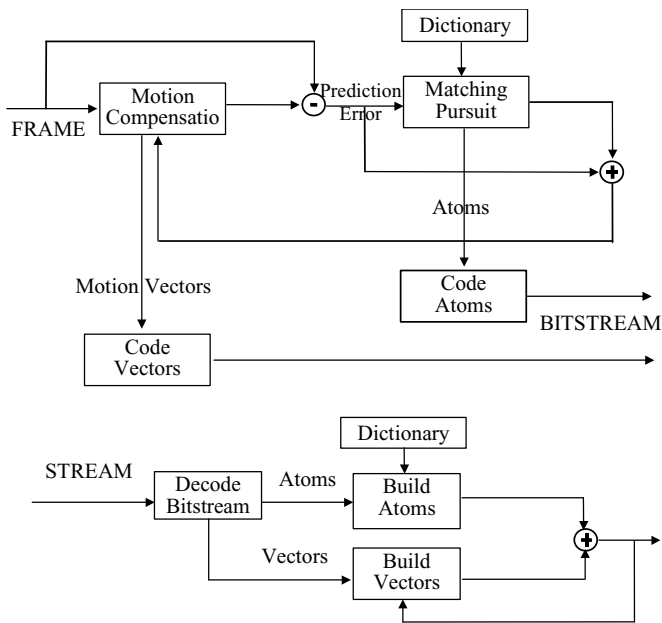 Dictionary
Motion
Compensatio
FRAME
-
Prediction
Error
Matching
Pursuit
+
Atoms
Motion Vectors
Code
Atoms
BITSTREAM
Code
Vectors
Dictionary
STREAM
Decode
Bitstream
Atoms
Build
Atoms
+
Vectors
Build
Vectors